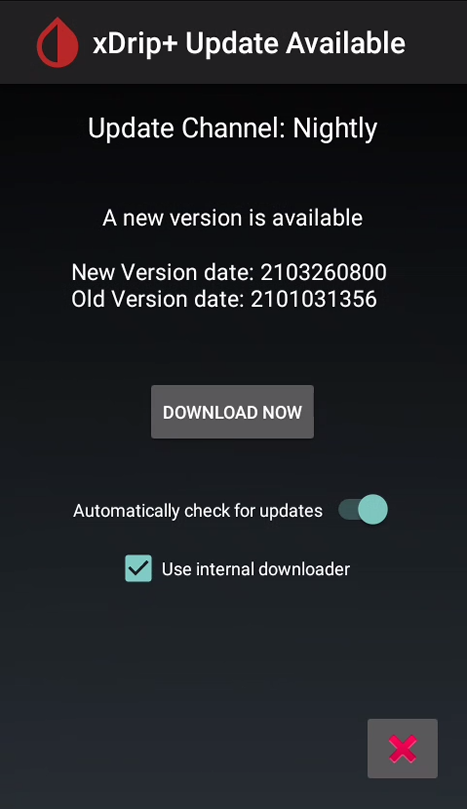 xDrip+ Update Available
Update Channel: Nightly
A new version is available
New Version date: 2103260800
Old Version date: 2101031356
DOWNLOAD NOW
Automatically check for updates
Use internal downloader